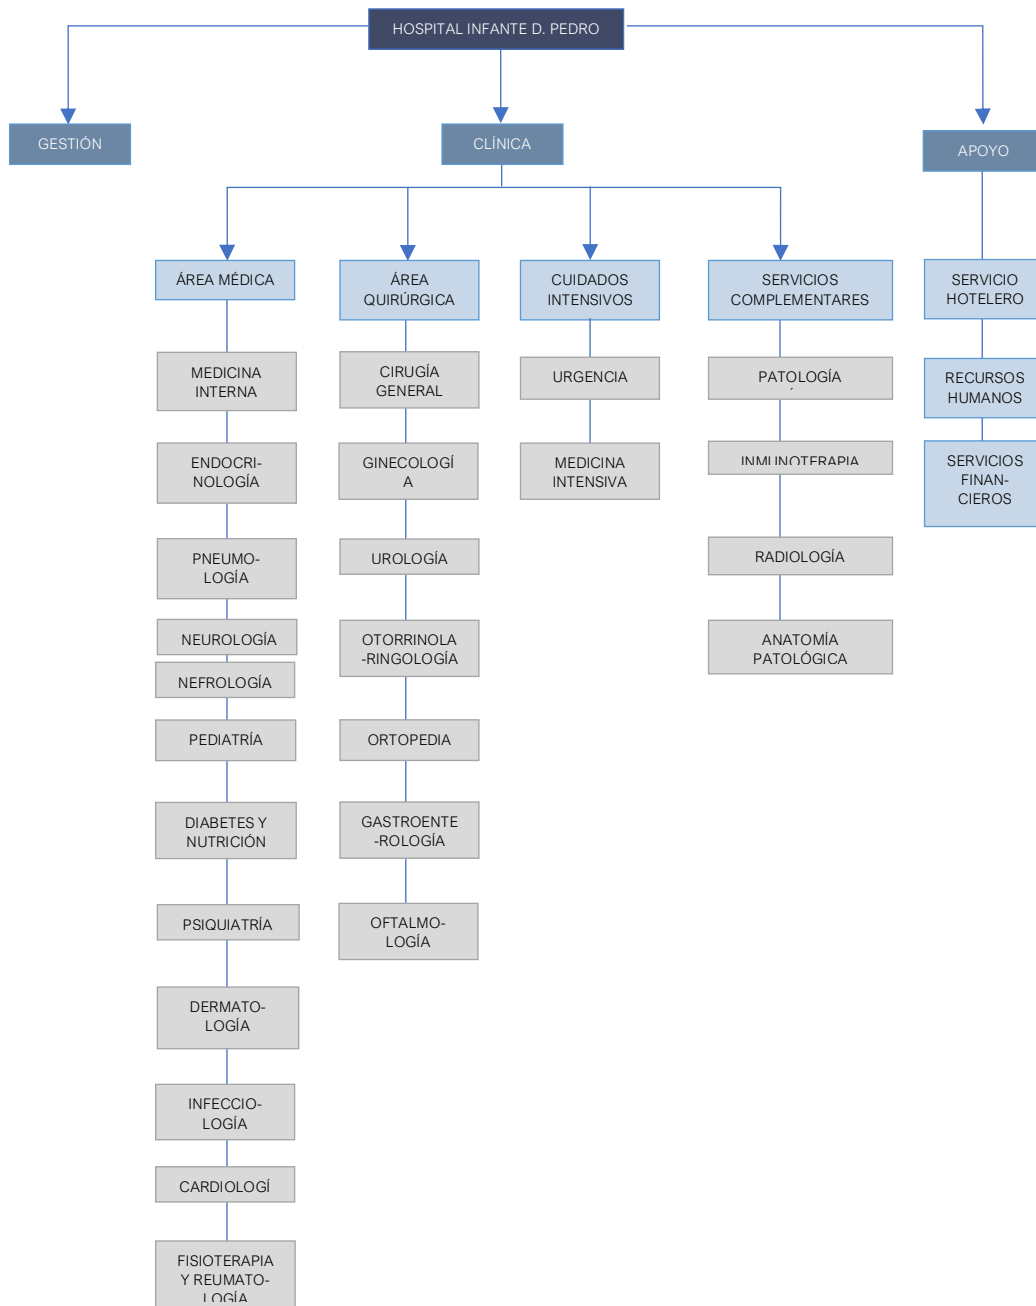 HOSPITAL INFANTE D. PEDRO
GESTIÓN
CLÍNICA
APOYO
ÁREA MÉDICA
MEDICINA
INTERNA
ENDOCRI-
NOLOGÍA
PNEUMO-
LOGÍA
NEUROLOGÍA
NEFROLOGÍA
PEDIATRÍA
DIABETES Y
NUTRICIÓN
PSIQUIATRÍA
DERMATO-
LOGÍA
INFECCIO-
LOGÍA
CARDIOLOGÍ
FISIOTERAPIA
Y REUMATO-
LOGÍA
ÁREA
QUIRÚRGICA
CIRUGÍA
GENERAL
GINECOLOGÍ
A
UROLOGÍA
OTORRINOLA
-RINGOLOGÍA
ORTOPEDIA
GASTROENTE
-ROLOGÍA
OFTALMO-
LOGÍA
CUIDADOS
INTENSIVOS
URGENCIA
MEDICINA
INTENSIVA
SERVICIOS
COMPLEMENTARES
PATOLOGÍA
INMUNOTERAPIA
RADIOLOGÍA
ANATOMÍA
PATOLÓGICA
SERVICIO
HOTELERO
RECURSOS
HUMANOS
SERVICIOS
FINAN-
CIEROS